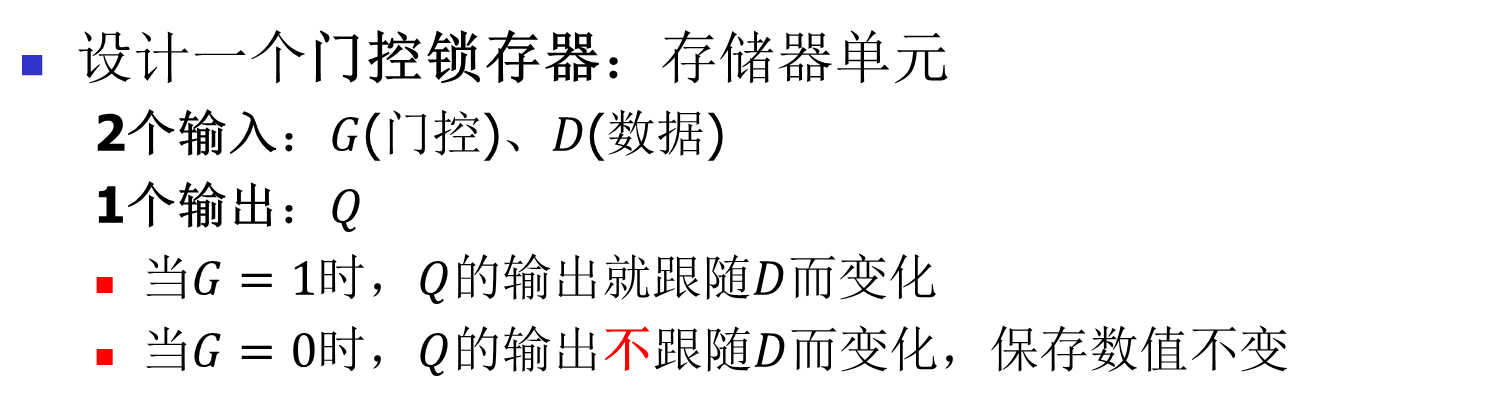 设计一个门控锁存器：存储器单元
2个输入：G(门控)、D(数据)
1个输出：Q
当G = 1时，Q的输出就跟随D而变化
当G = 0时，Q的输出不跟随D而变化，保存数值不变